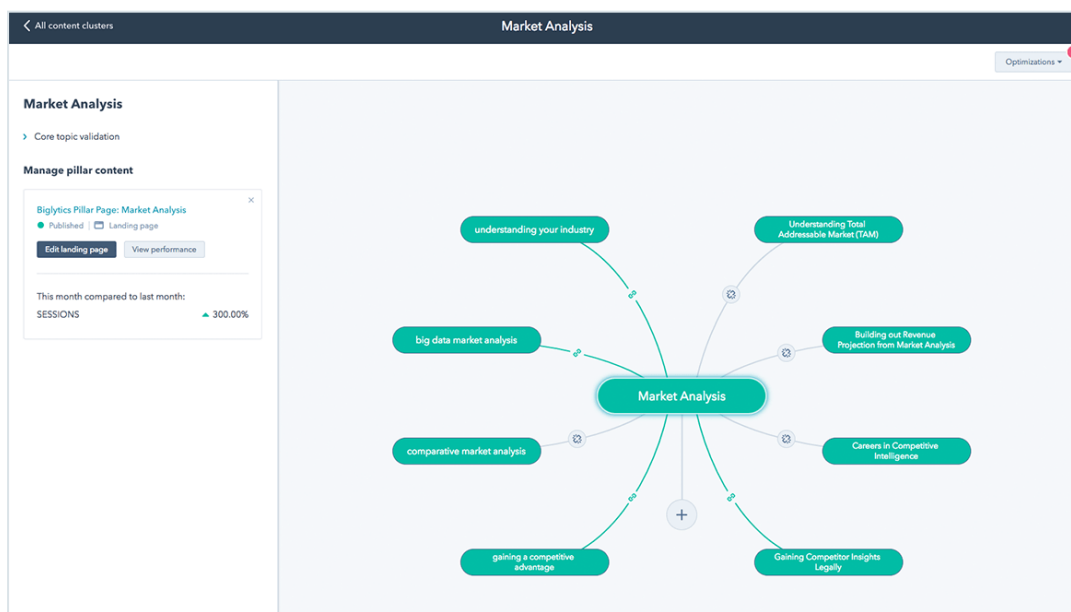 All content clusters
Market Analysis
Optimizations
Market Analysis
Core topic validation
Manage pillar content
Biglytics Pillar Page: Market Analysis
Published
Landing page
Edit landing page
View performance
This month compared to last month:
SESSIONS
300.00%
understanding your industry
Understanding Total
Addressable Market (TAM)
big data market analysis
Building out Revenue
Projection from Market Analysis
Market Analysis
comparative market analysis
Careers in Competitive
Intelligence
gaining a competitive
advantage
Gaining Competitor Insights
Legally